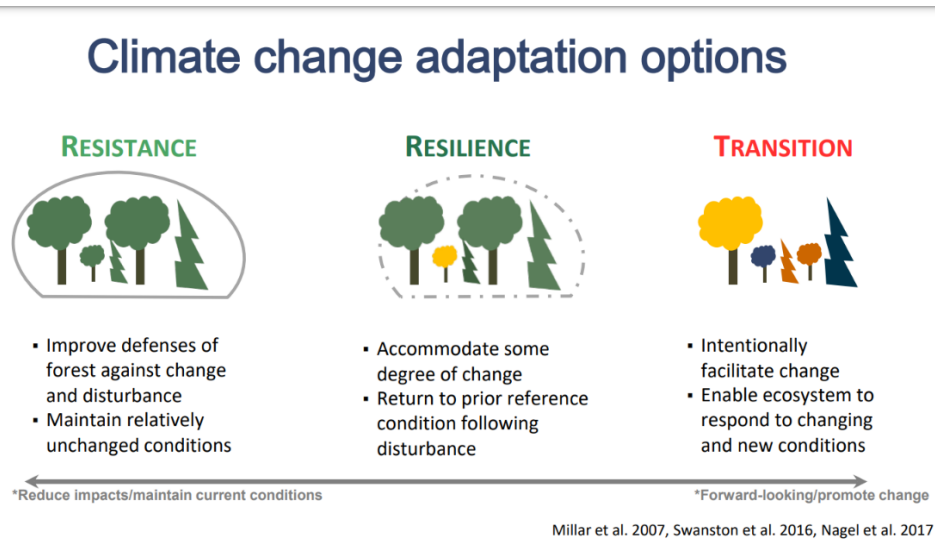 Climate change adaptation options
RESISTANCE
RESILIENCE
TRANSITION
▪ Improve defenses of
forest against change
and disturbance
▪ Maintain relatively
unchanged conditions
▪ Accommodate some
degree of change
▪ Return to prior reference
condition following
disturbance
▪ Intentionally
facilitate change
▪ Enable ecosystem to
respond to changing
and new conditions
*Reduce impacts/maintain current conditions
*Forward-looking/promote change
Millar et al. 2007, Swanston et al. 2016, Nagel et al. 2017